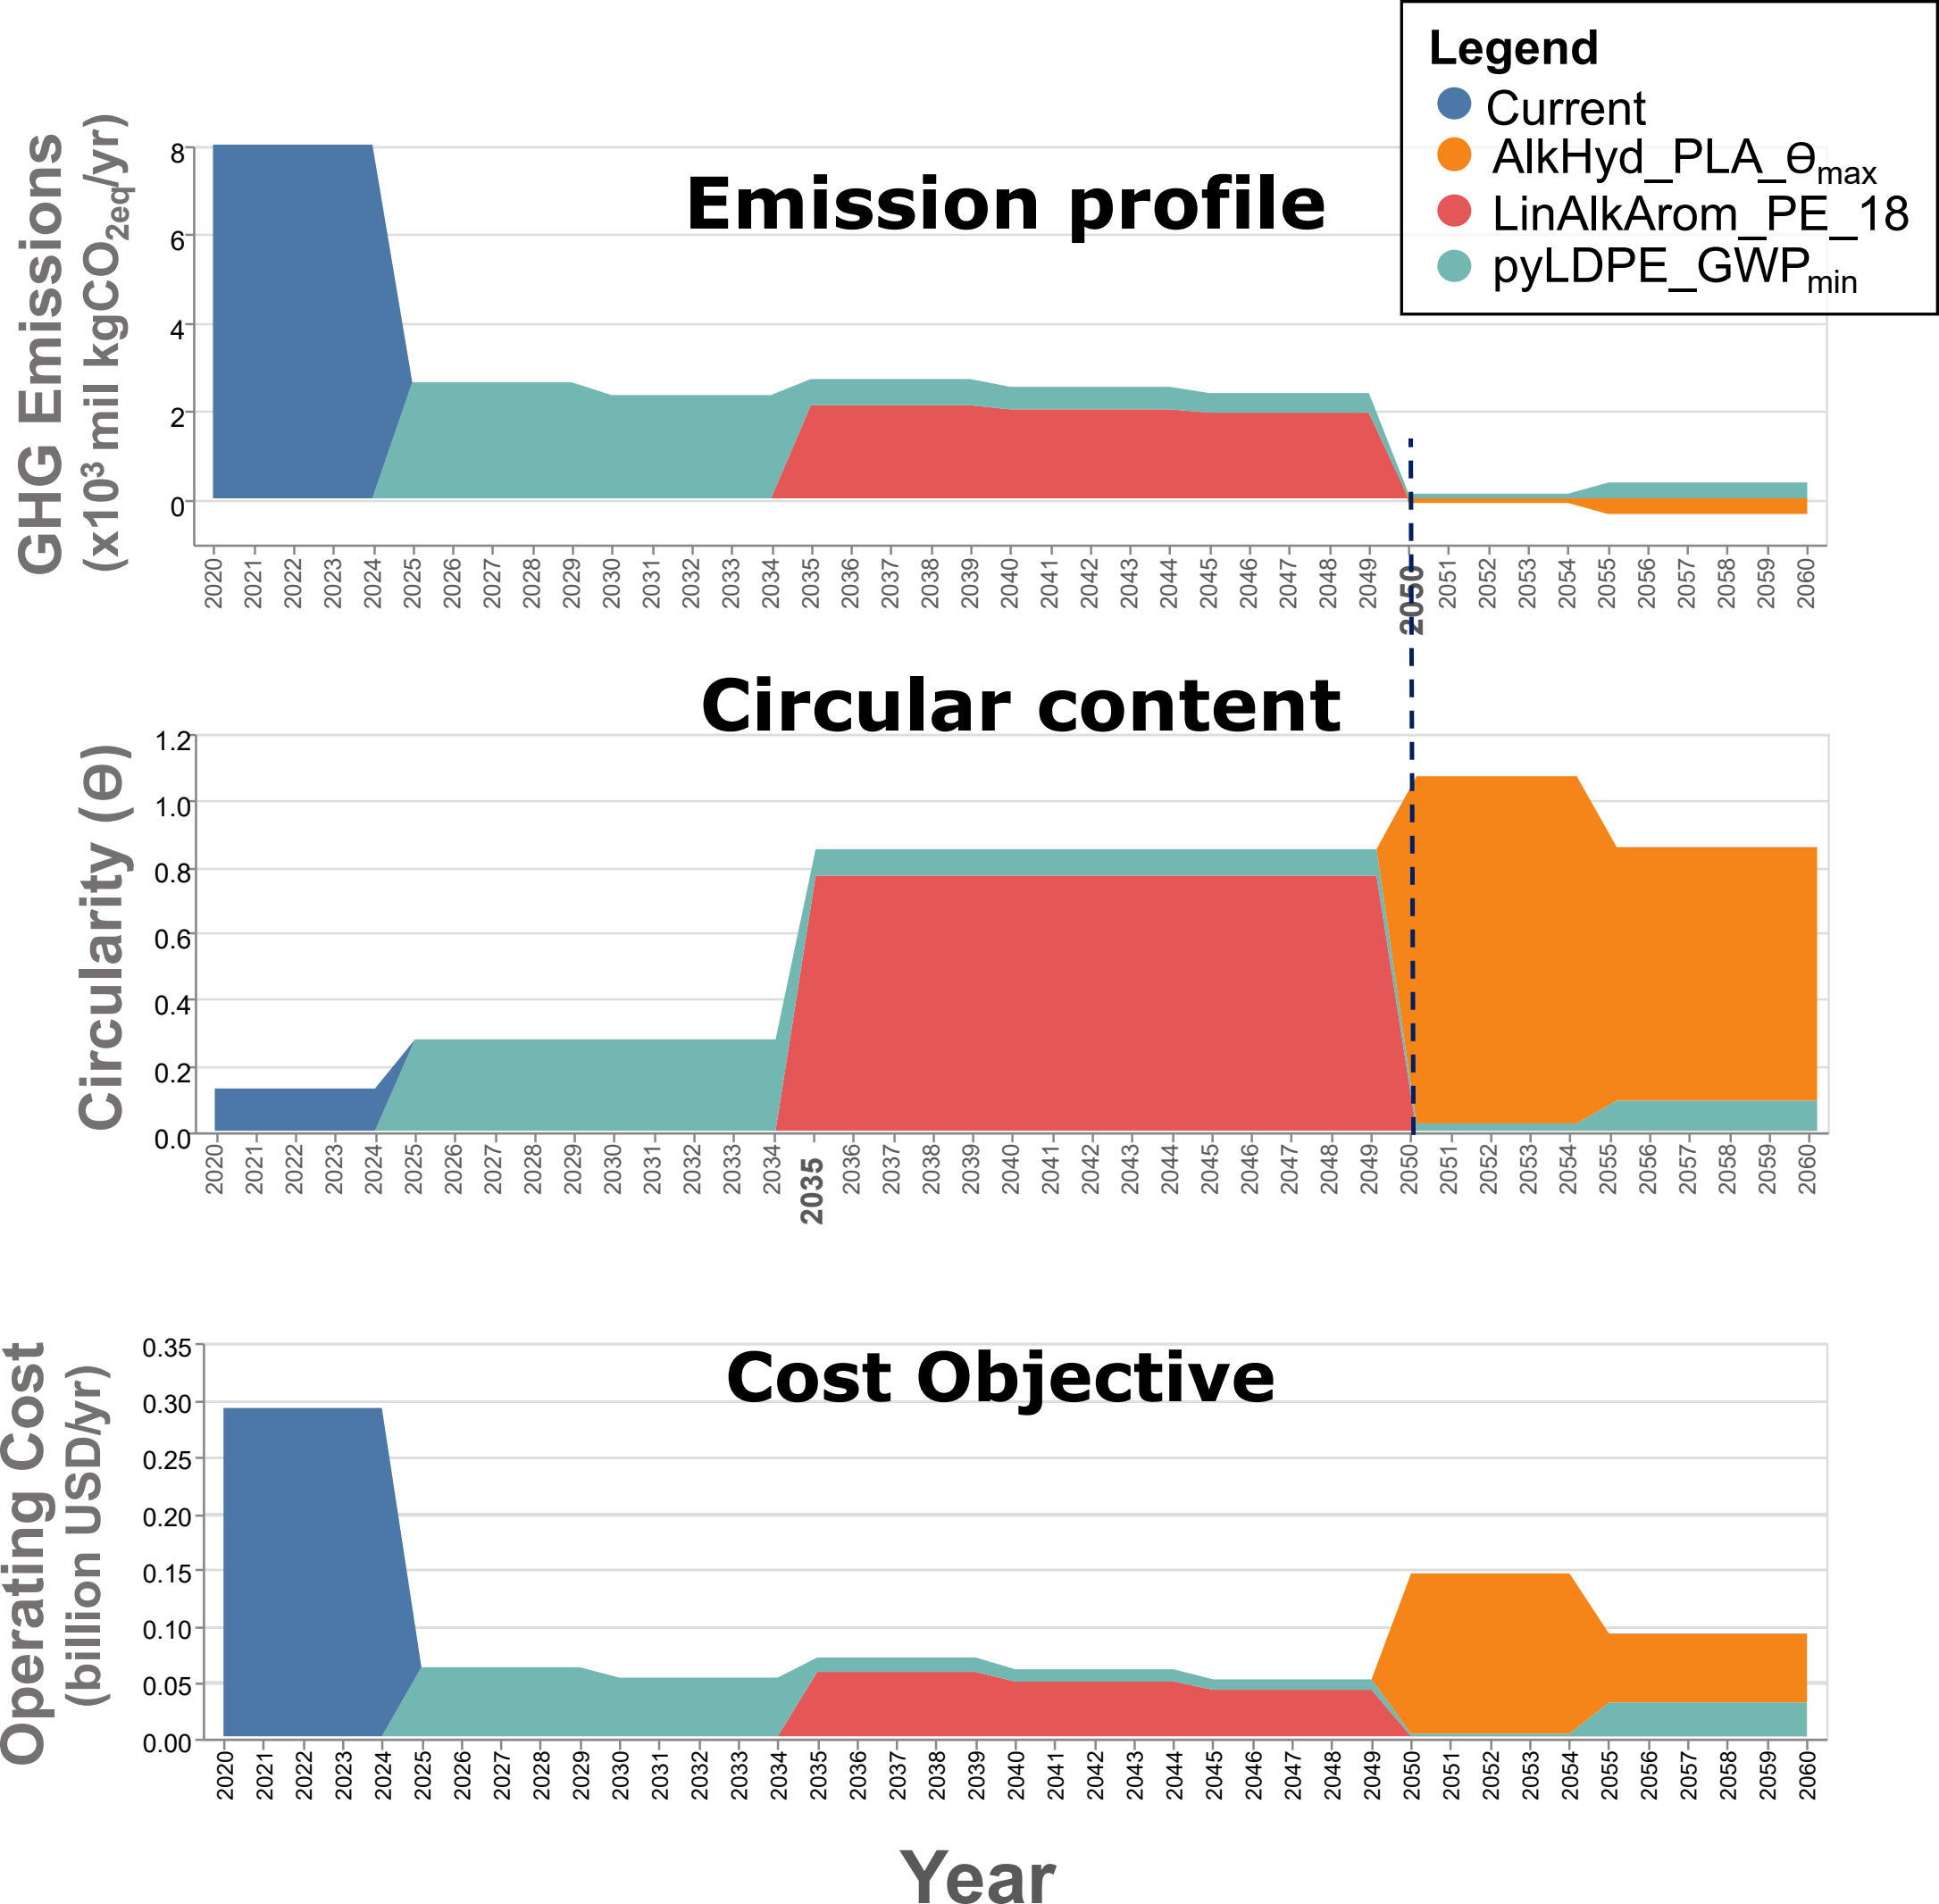 Legend
Current
AlkHyd_PLA_ϴmax
LinAlkArom_PE_18
pyLDPE_GWPmin
Emission profile
GHG Emissions
(x10³ mil kgCO2eq/yr)
8
6
4
2
0
2020 2021 2022 2023 2024 2025 2026 2027 2028 2029 2030 2031 2032 2033 2034 2035 2036 2037 2038 2039 2040 2041 2042 2043 2044 2045 2046 2047 2048 2049 2050 2051 2052 2053 2054 2055 2056 2057 2058 2059 2060
Circular content
Circularity (ϴ)
1.2
1.0
0.8
0.6
0.4
0.2
0.0
2020 2021 2022 2023 2024 2025 2026 2027 2028 2029 2030 2031 2032 2033 2034 2035 2036 2037 2038 2039 2040 2041 2042 2043 2044 2045 2046 2047 2048 2049 2050 2051 2052 2053 2054 2055 2056 2057 2058 2059 2060
Cost Objective
Operating Cost
(billion USD/yr)
0.35
0.30
0.25
0.20
0.15
0.10
0.05
0.00
2020 2021 2022 2023 2024 2025 2026 2027 2028 2029 2030 2031 2032 2033 2034 2035 2036 2037 2038 2039 2040 2041 2042 2043 2044 2045 2046 2047 2048 2049 2050 2051 2052 2053 2054 2055 2056 2057 2058 2059 2060
Year